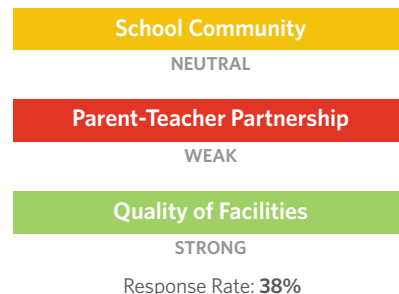 School Community
NEUTRAL
Parent-Teacher Partnership
WEAK
Quality of Facilities
STRONG
Response Rate: 38%